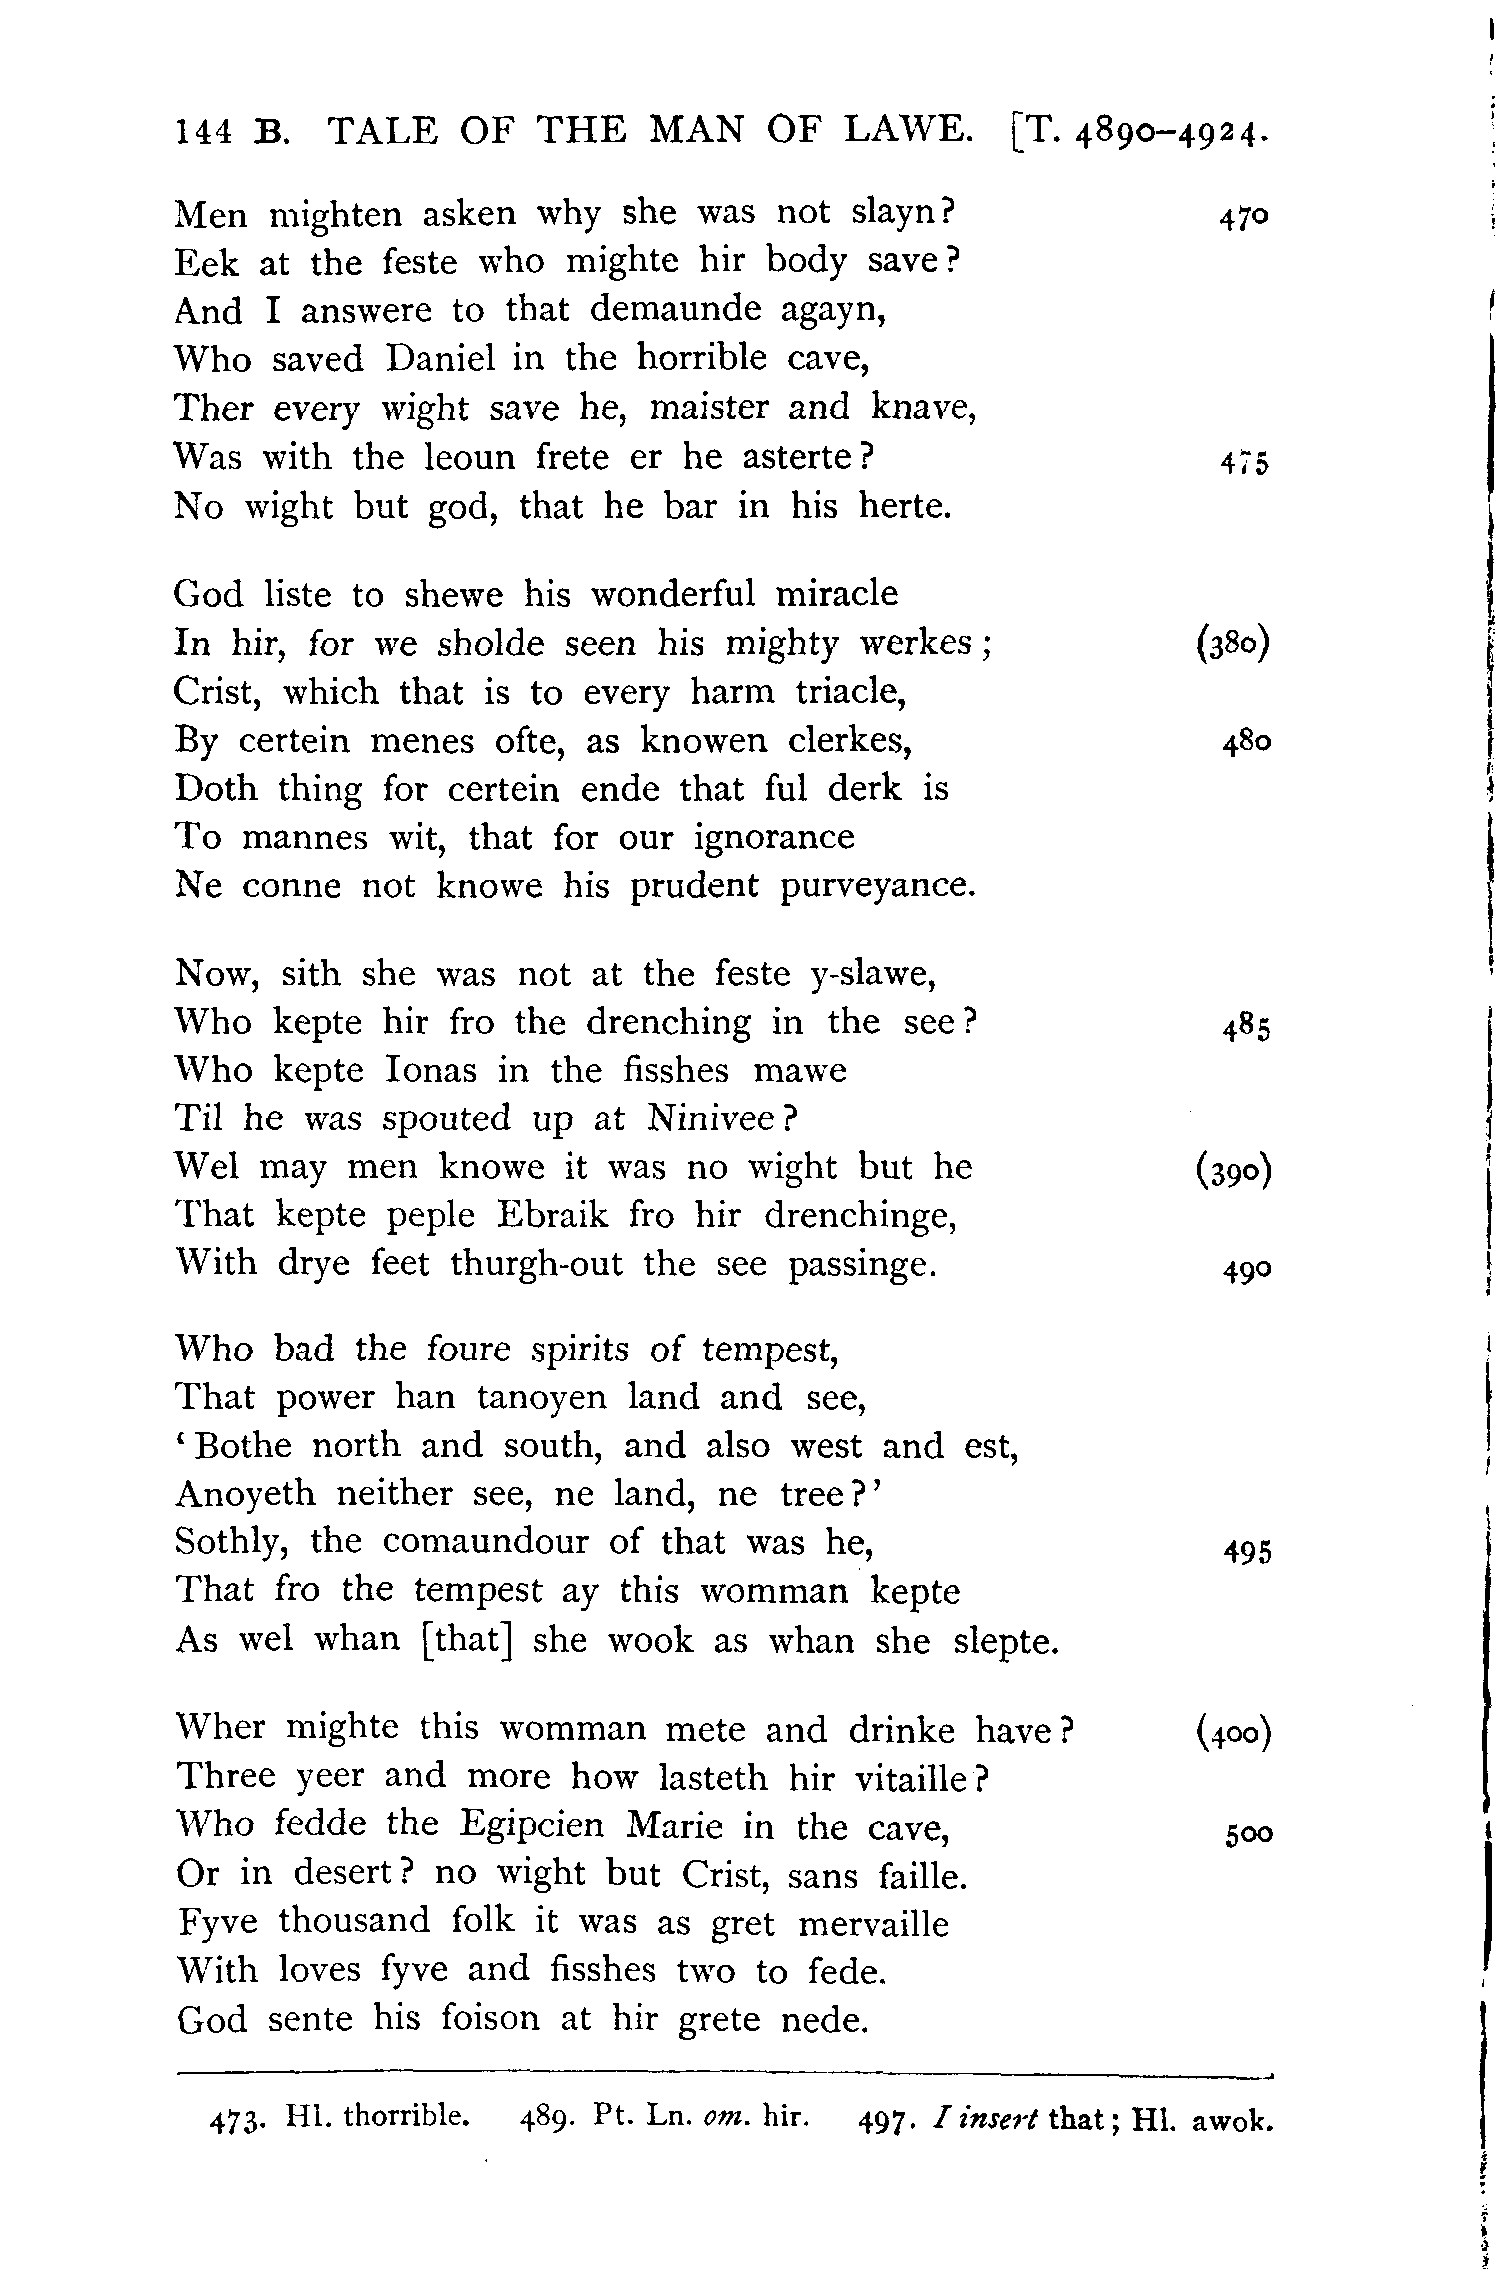 144 B. TALE OF THE MAN OF LAWE. [T. 4890–4924.
Men mighten asken why she was not slayn? 470
Eek at the feste who mighte hir body save?
And I answere to that demaunde agayn,
Who saved Daniel in the horrible cave,
Ther every wight save he, maister and knave,
Was with the leoun frete er he asterte? 475
No wight but god, that he bar in his herte.
God liste to shewe his wonderful miracle
In hir, for we sholde seen his mighty werkes; (380)
Crist, which that is to every harm triacle,
By certein menes ofte, as knowen clerkes, 480
Doth thing for certein ende that ful derk is
To mannes wit, that for our ignorance
Ne conne not knowe his prudent purveyance.
Now, sith she was not at the feste y-slawe,
Who kepte hir fro the drenching in the see? 485
Who kepte Ionas in the fisshes mawe
Til he was spouted up at Ninivee?
Wel may men knowe it was no wight but he (390)
That kepte peple Ebraik fro hir drenchinge,
With drye feet thurgh-out the see passinge. 490
Who bad the foure spirits of tempest,
That power han tanoyen land and see,
‘Bothe north and south, and also west and est,
Anoyeth neither see, ne land, ne tree?’
Sothly, the comaundour of that was he, 495
That fro the tempest ay this womman kepte
As wel whan [that] she wook as whan she slepte.
Wher mighte this womman mete and drinke have? (400)
Three yeer and more how lasteth hir vitaille?
Who fedde the Egipcien Marie in the cave, 500
Or in desert? no wight but Crist, sans faille.
Fyve thousand folk it was as gret mervaille
With loves fyve and fisshes two to fede.
God sente his foison at hir grete nede.
473. Hl. thorrible. 489. Pt. Ln. om. hir. 497. I insert that; Hl. awok.